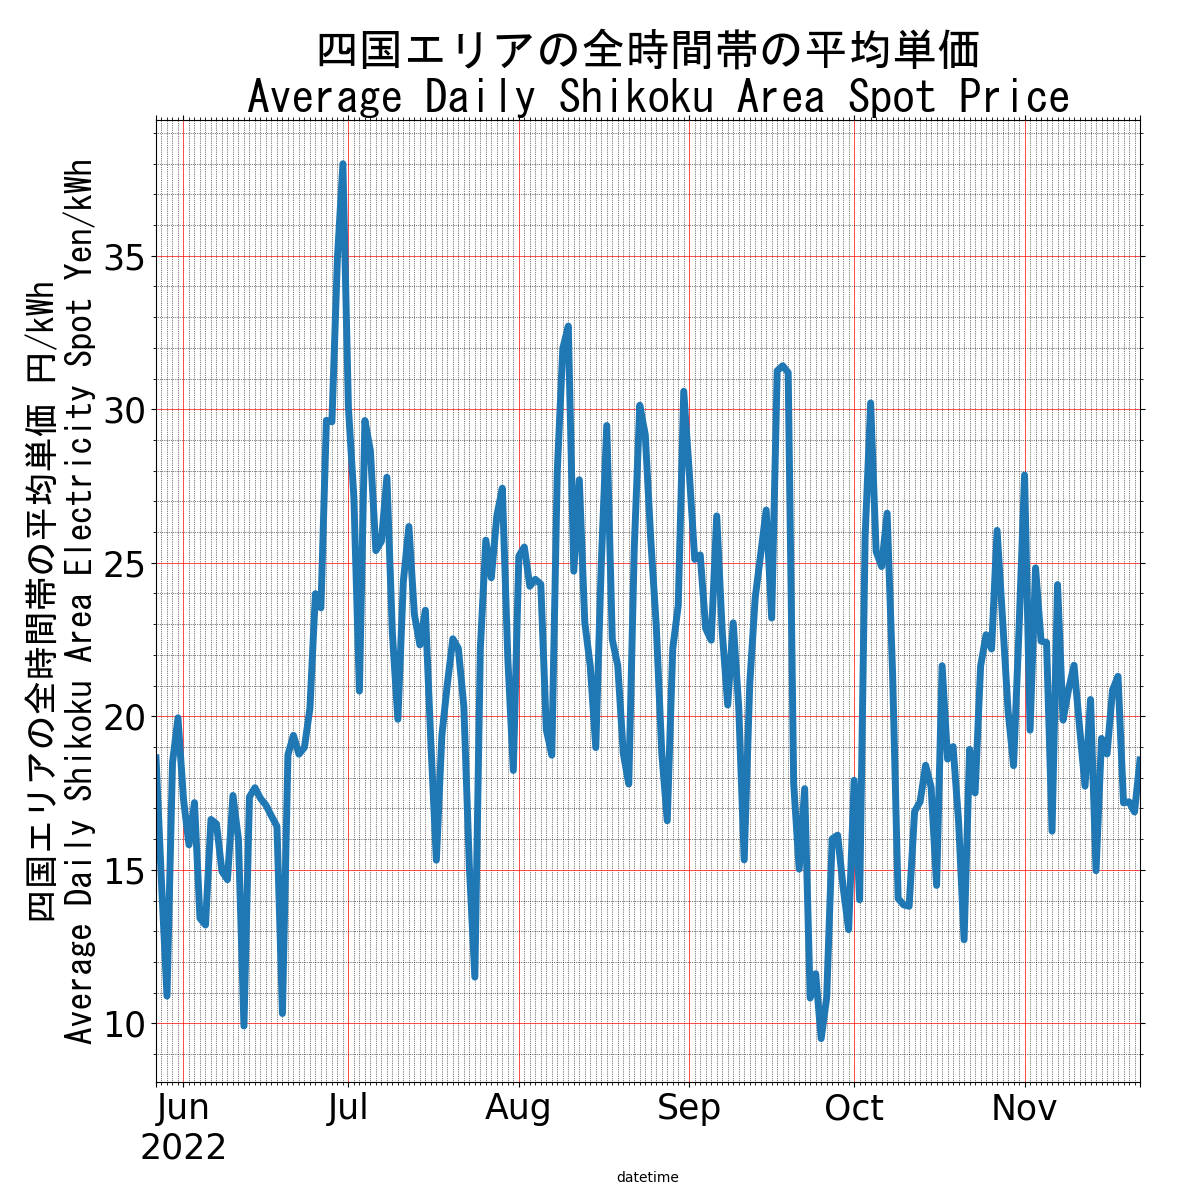 四国エリアの全時間帯の平均単価
Average Daily Shikoku Area Spot Price
四国エリアの全時間帯の平均単価 円/kWh
Average Daily Shikoku Area Electricity Spot Yen/kWh
35
30
25
20
15
10
Jun
2022
Jul
Aug
Sep
Oct
Nov
datetime